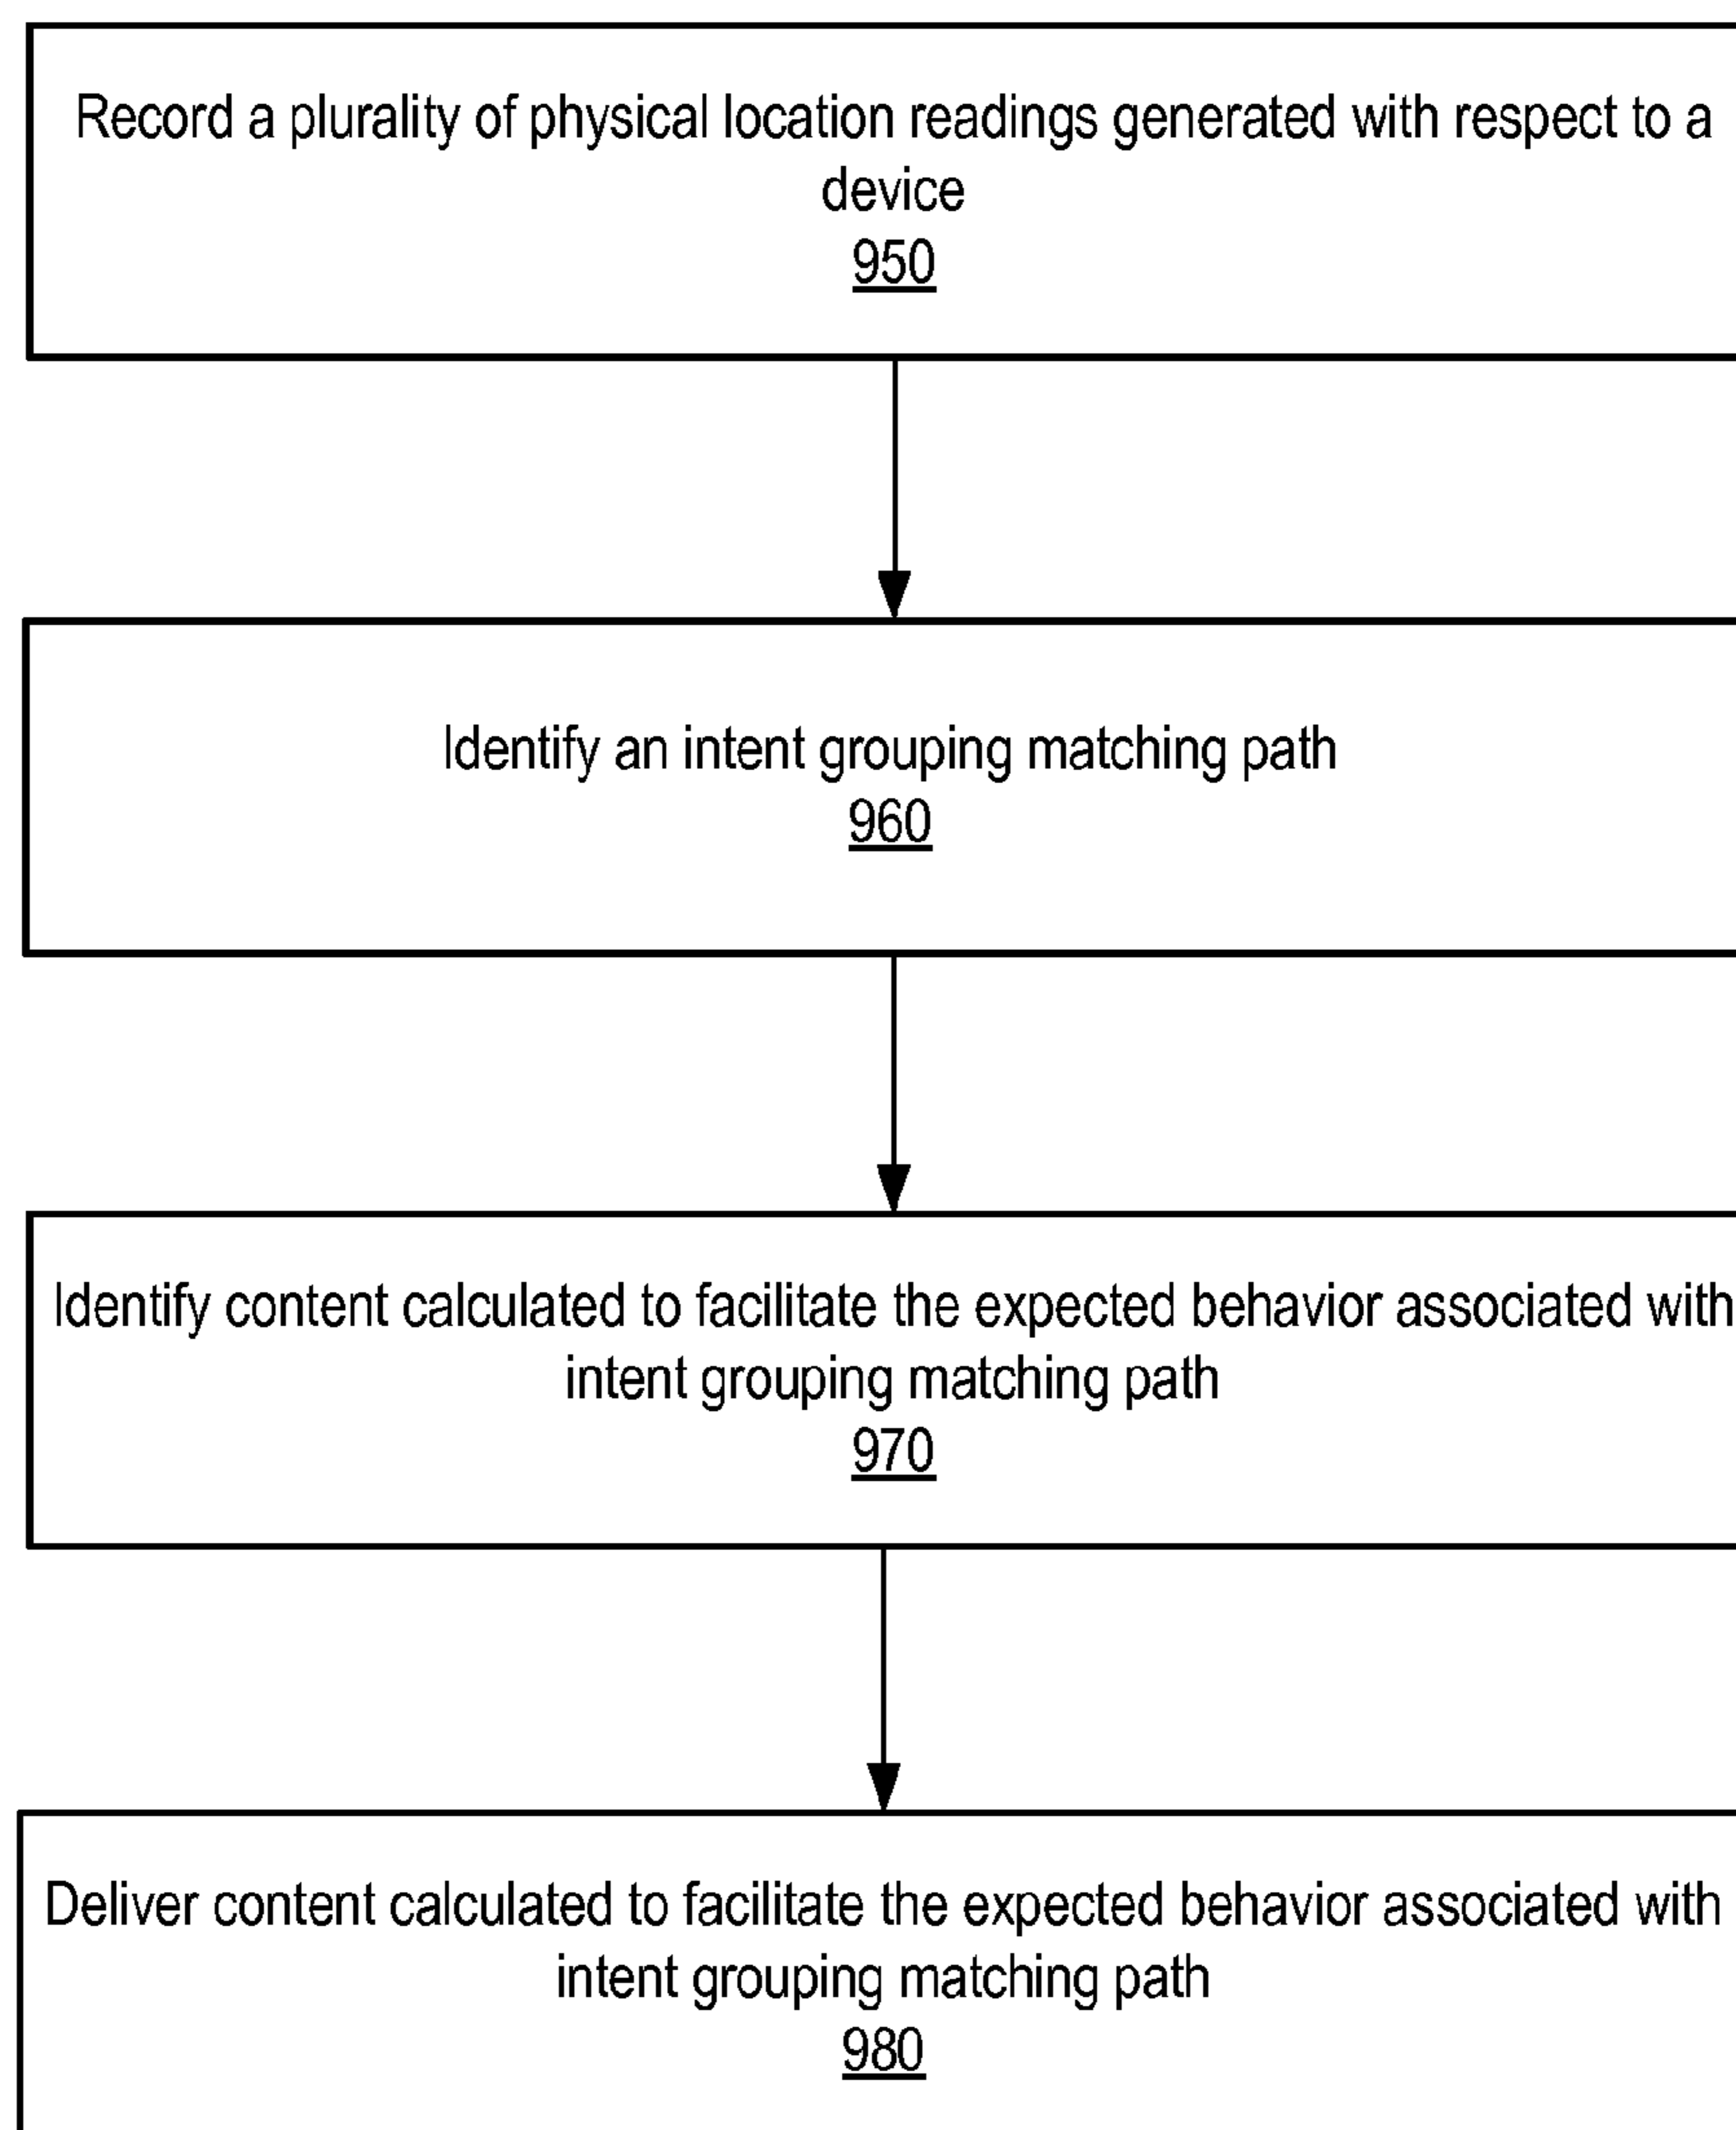 Record a plurality of physical location readings generated with respect to a
device
950
Identify an intent grouping matching path
960
Identify content calculated to facilitate the expected behavior associated with
intent grouping matching path
970
Deliver content calculated to facilitate the expected behavior associated with
intent grouping matching path
980